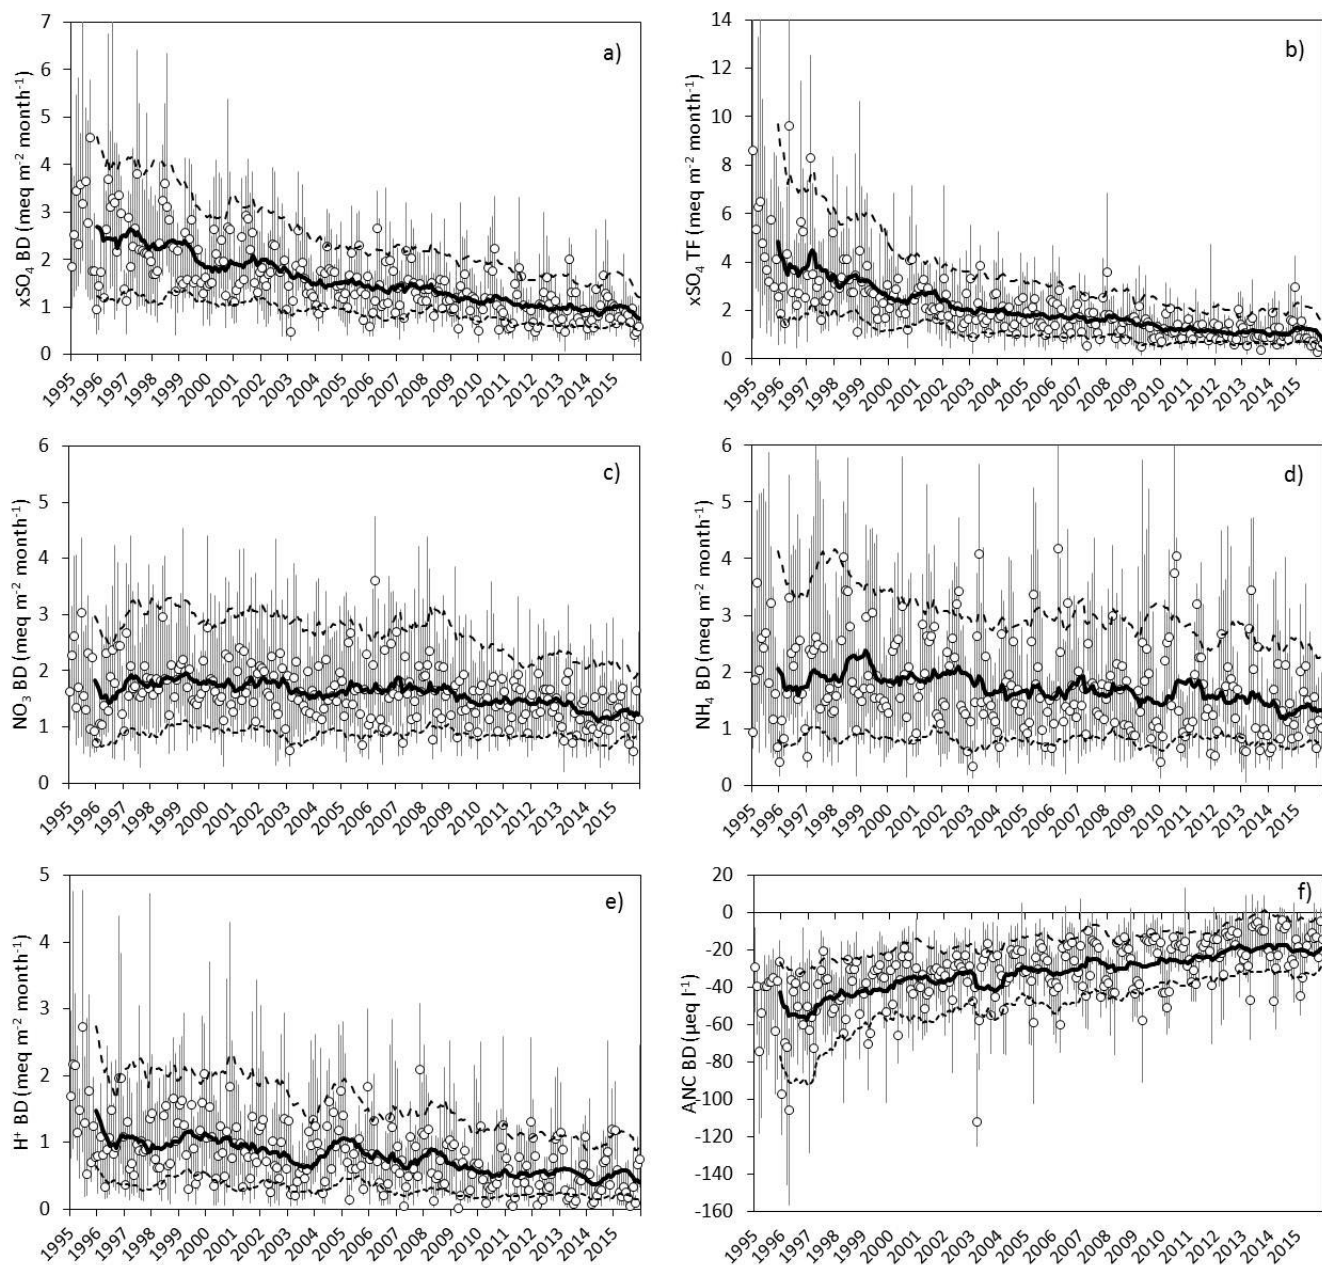 a)
xSO₄ BD (meq m⁻² month⁻¹)
7
6
5
4
3
2
1
0
1995 1996 1997 1998 1999 2000 2001 2002 2003 2004 2005 2006 2007 2008 2009 2010 2011 2012 2013 2014 2015
b)
xSO₄ TF (meq m⁻² month⁻¹)
14
12
10
8
6
4
2
0
1995 1996 1997 1998 1999 2000 2001 2002 2003 2004 2005 2006 2007 2008 2009 2010 2011 2012 2013 2014 2015
c)
NO₃ BD (meq m⁻² month⁻¹)
6
5
4
3
2
1
0
1995 1996 1997 1998 1999 2000 2001 2002 2003 2004 2005 2006 2007 2008 2009 2010 2011 2012 2013 2014 2015
d)
NH₄ BD (meq m⁻² month⁻¹)
6
5
4
3
2
1
0
1995 1996 1997 1998 1999 2000 2001 2002 2003 2004 2005 2006 2007 2008 2009 2010 2011 2012 2013 2014 2015
e)
H⁺ BD (meq m⁻² month⁻¹)
5
4
3
2
1
0
1995 1996 1997 1998 1999 2000 2001 2002 2003 2004 2005 2006 2007 2008 2009 2010 2011 2012 2013 2014 2015
f)
ANC BD (µeq l⁻¹)
20
0
-20
-40
-60
-80
-100
-120
-140
-160
1995 1996 1997 1998 1999 2000 2001 2002 2003 2004 2005 2006 2007 2008 2009 2010 2011 2012 2013 2014 2015